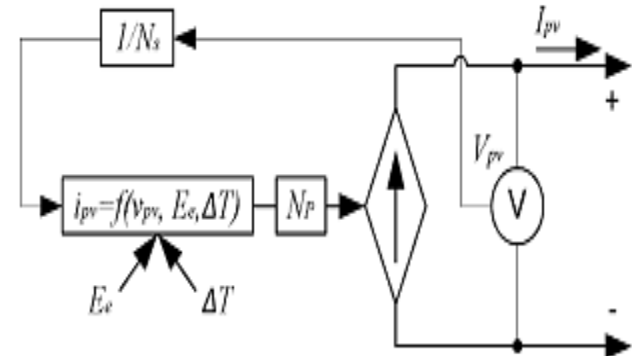 1/Ns
Ipv
+
Vpv
ipv=f(vpv, Ee,ΔT)
NP
V
Ee
ΔT
-